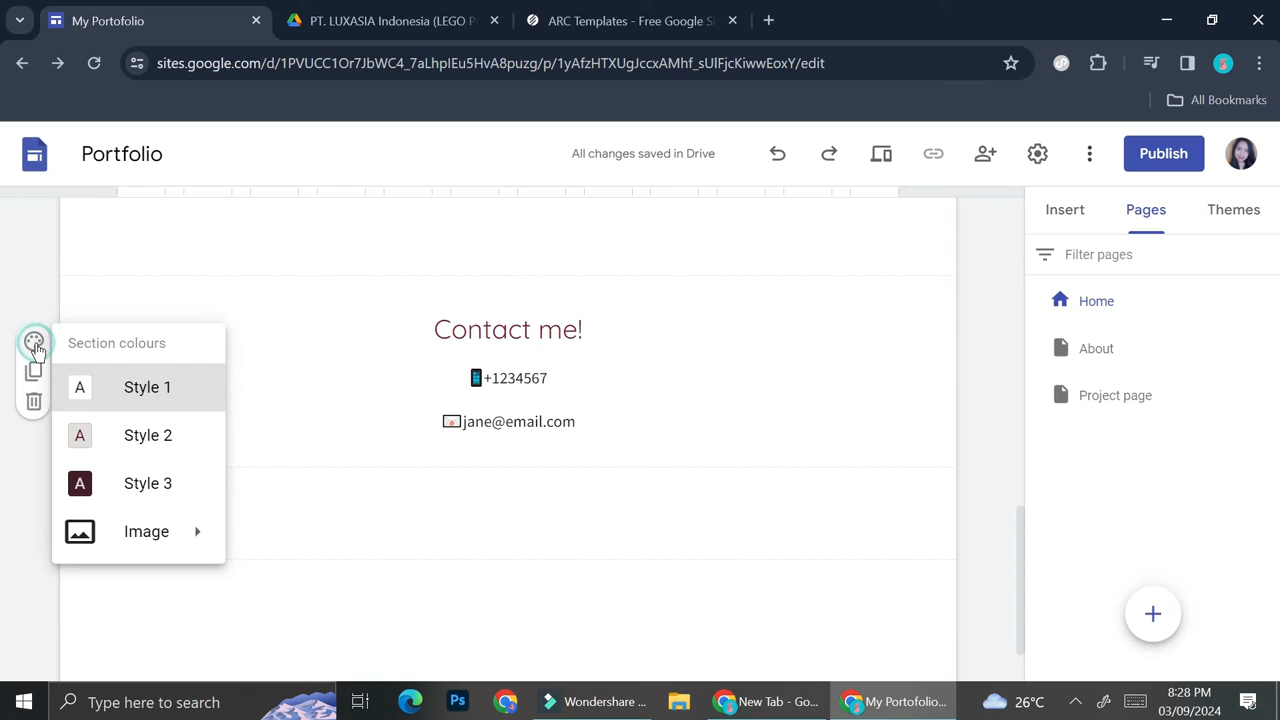 My Portofolio
PT. LUXASIA Indonesia (LEGO P
ARC Templates - Free Google S
sites.google.com/d/1PVUCC1Or7JbWC4_7aLhpIEu5HvA8puzg/p/1yAfzHTXUgJccxAMhf_sUlFjcKiwwEoxY/edit
All Bookmarks
Portfolio
All changes saved in Drive
Publish
Insert
Pages
Themes
Filter pages
Home
About
Project page
Section colours
A Style 1
A Style 2
A Style 3
Image
Contact me!
+1234567
jane@email.com
Type here to search
Ps
Wondershare ...
New Tab - Go...
My Portofolio...
26°C
8:28 PM
03/09/2024